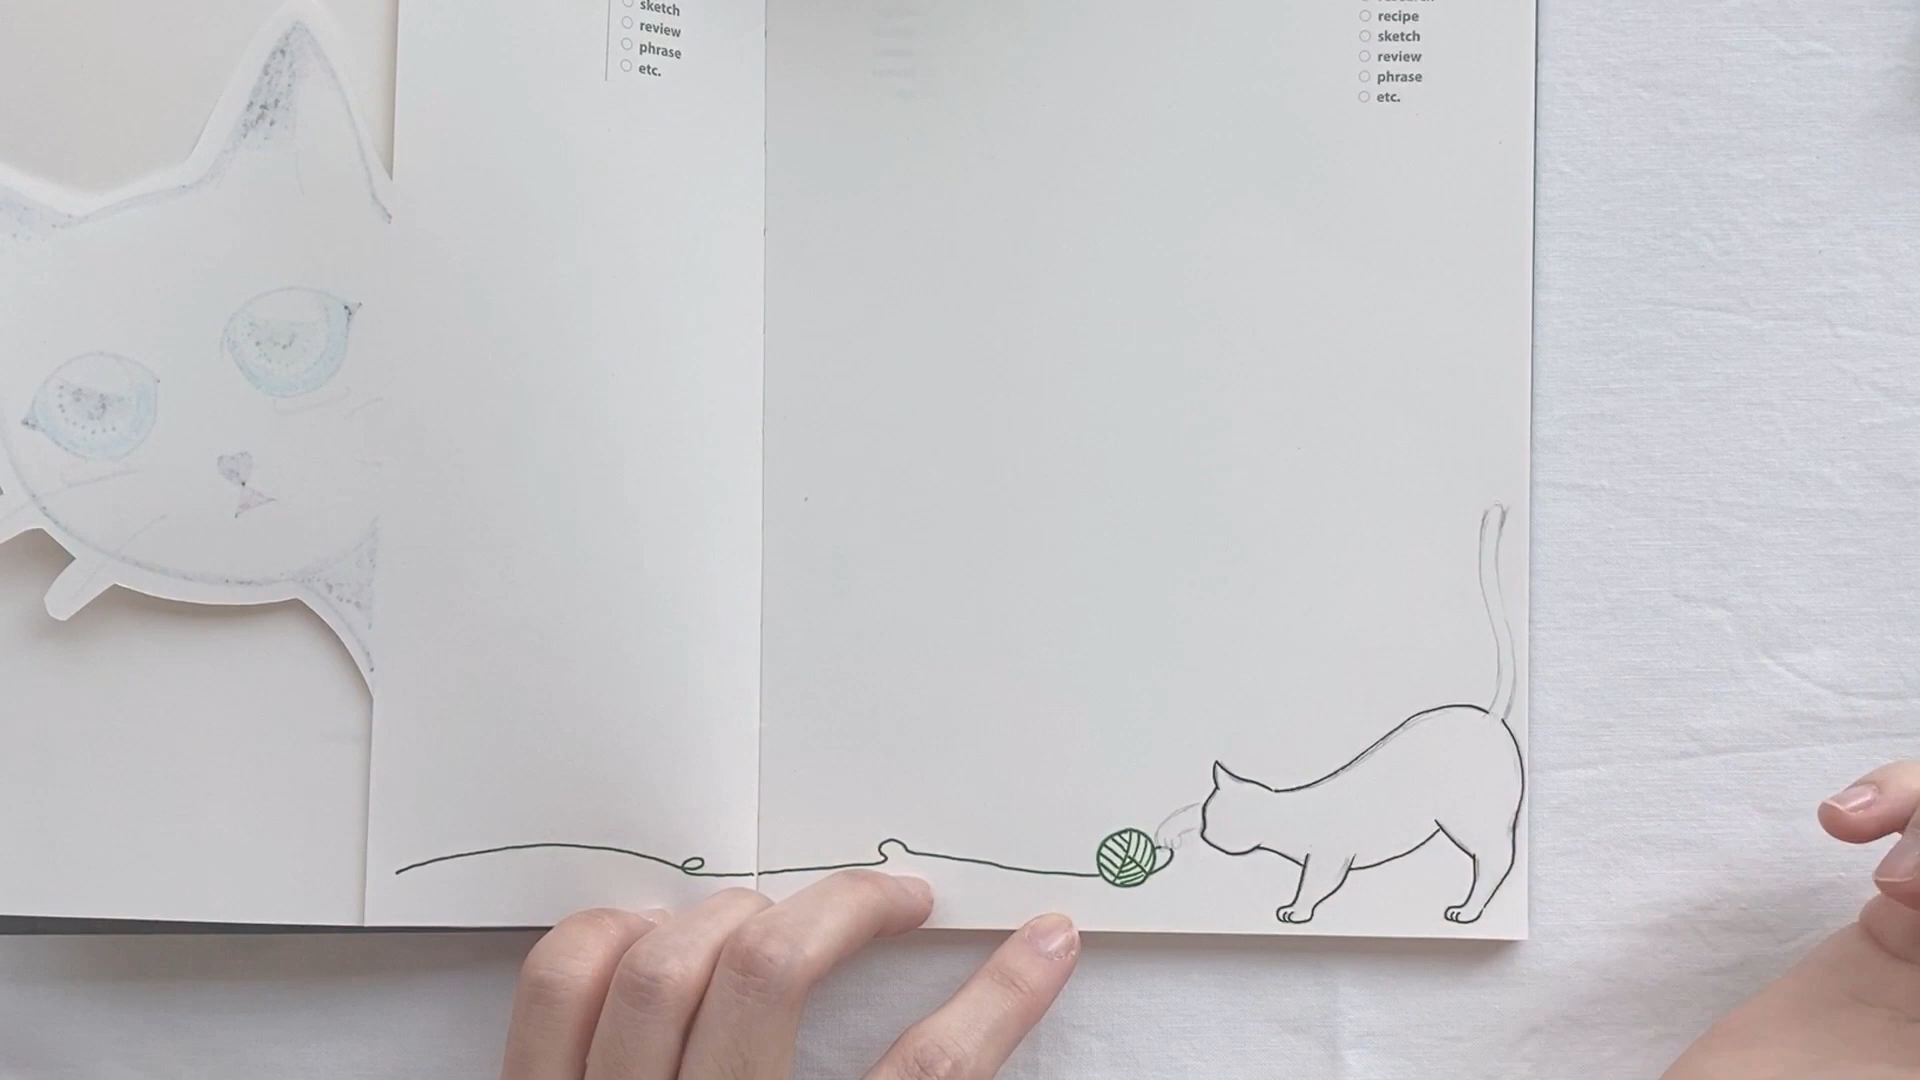 sketch
review
phrase
etc.
recipe
sketch
review
phrase
etc.